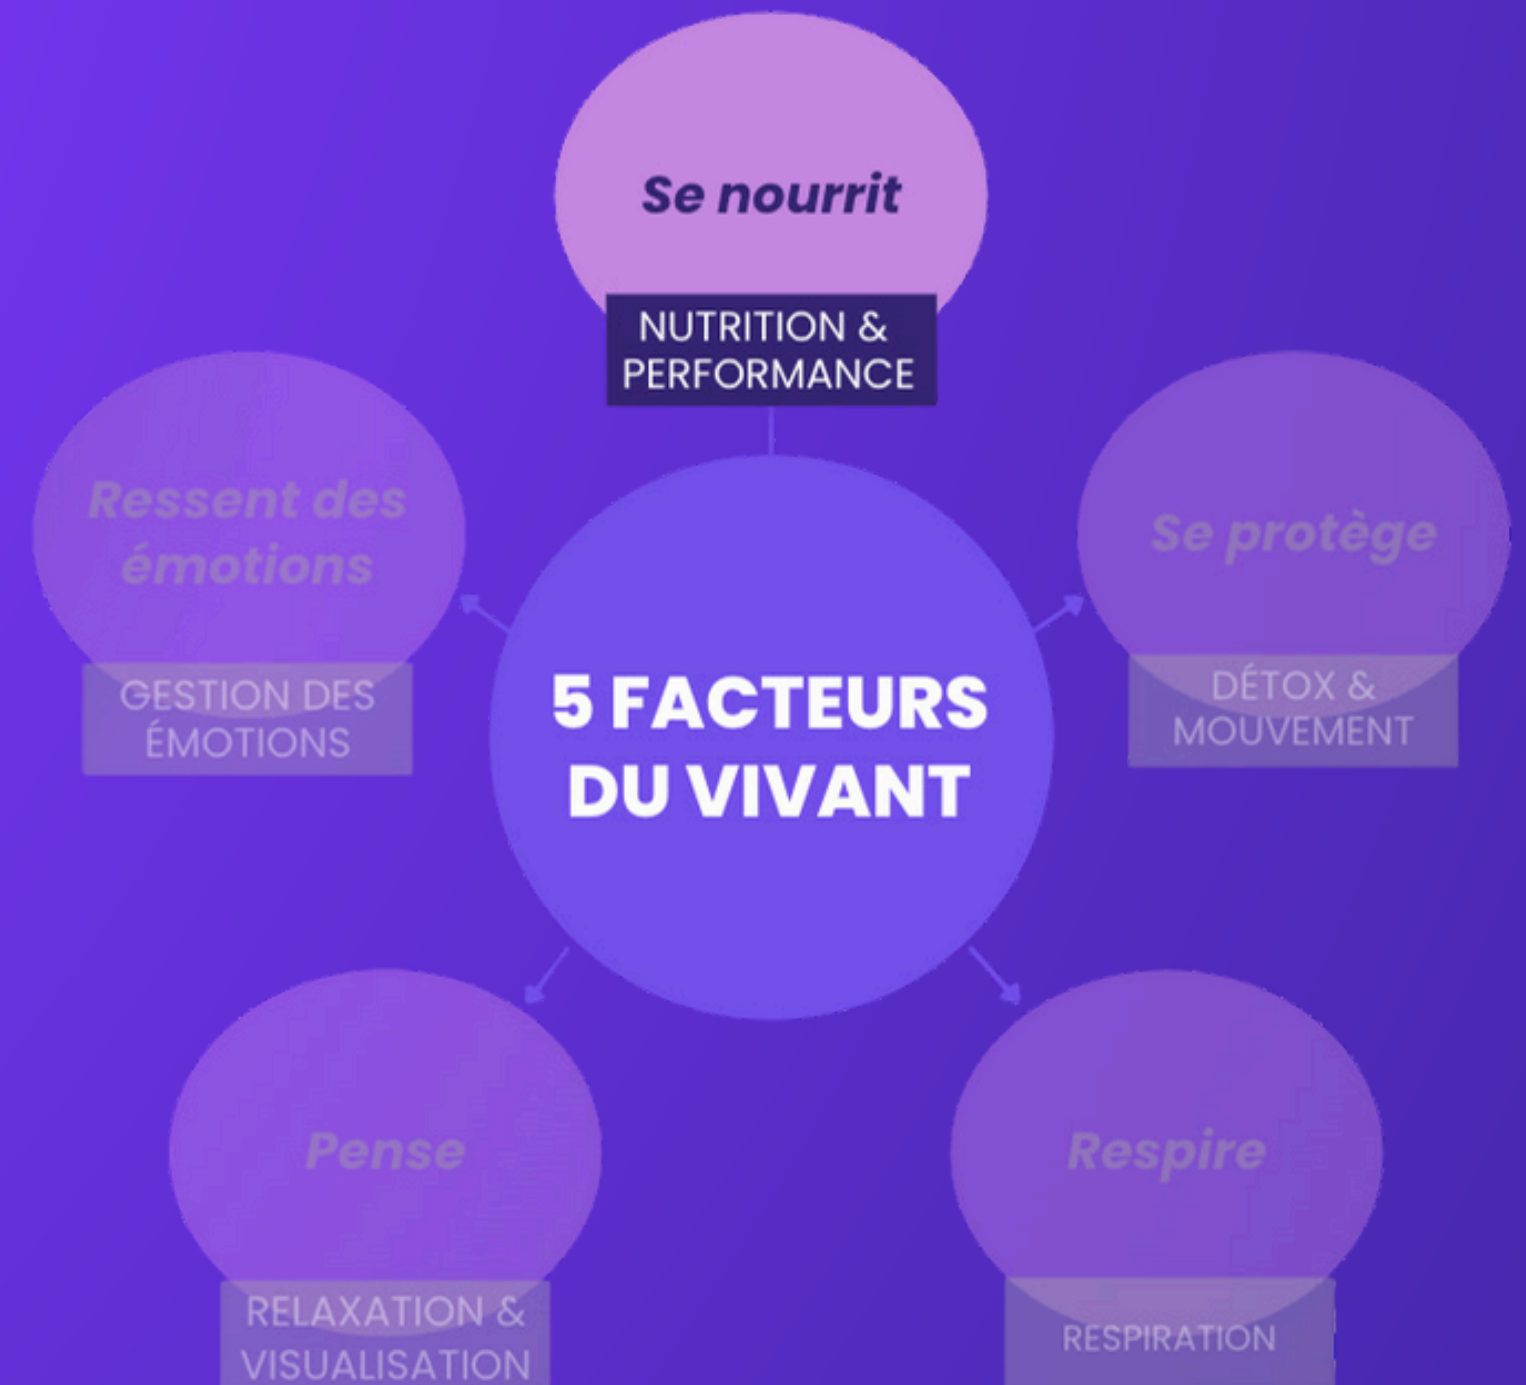 Se nourrit
NUTRITION &
PERFORMANCE
Ressent des
émotions
GESTION DES
ÉMOTIONS
Se protège
DÉTOX &
MOUVEMENT
5 FACTEURS
DU VIVANT
Pense
RELAXATION &
VISUALISATION
Respire
RESPIRATION